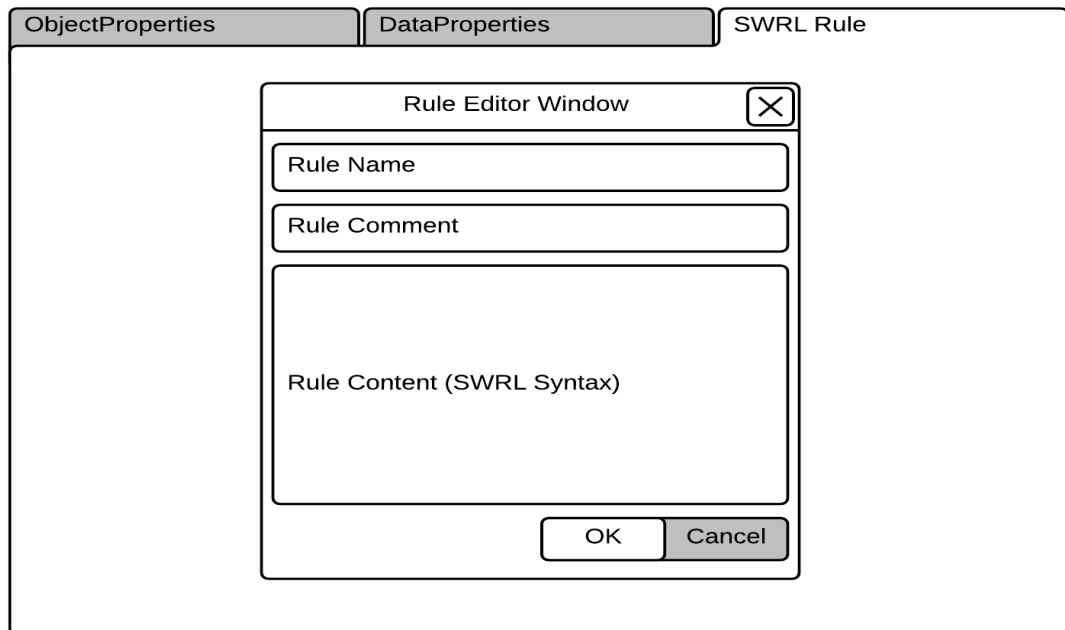 ObjectProperties
DataProperties
SWRL Rule
Rule Editor Window
Rule Name
Rule Comment
Rule Content (SWRL Syntax)
OK
Cancel